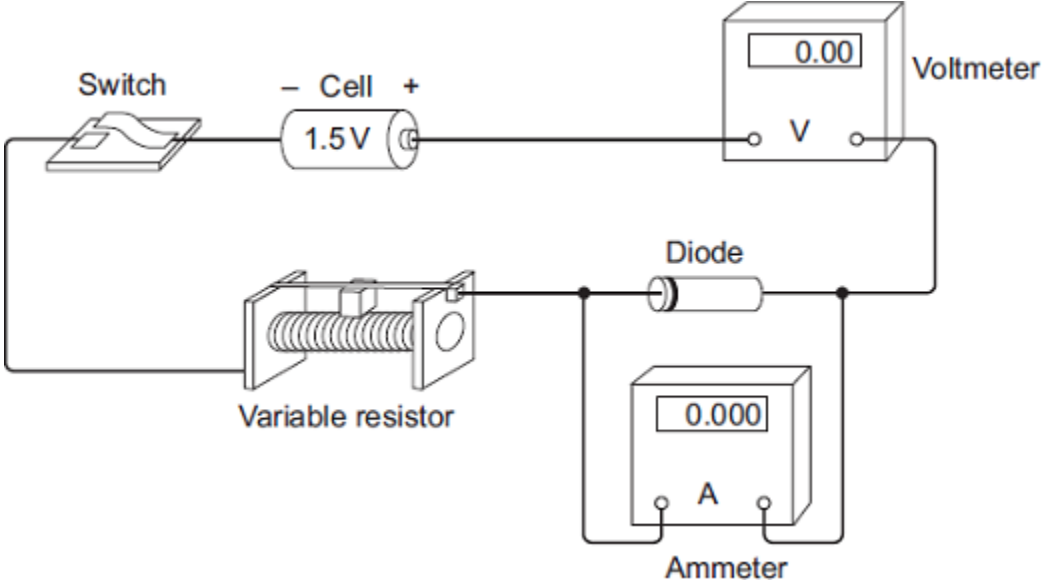 0.00
Voltmeter
Switch
– Cell +
1.5 V
V
Diode
Variable resistor
0.000
A
Ammeter